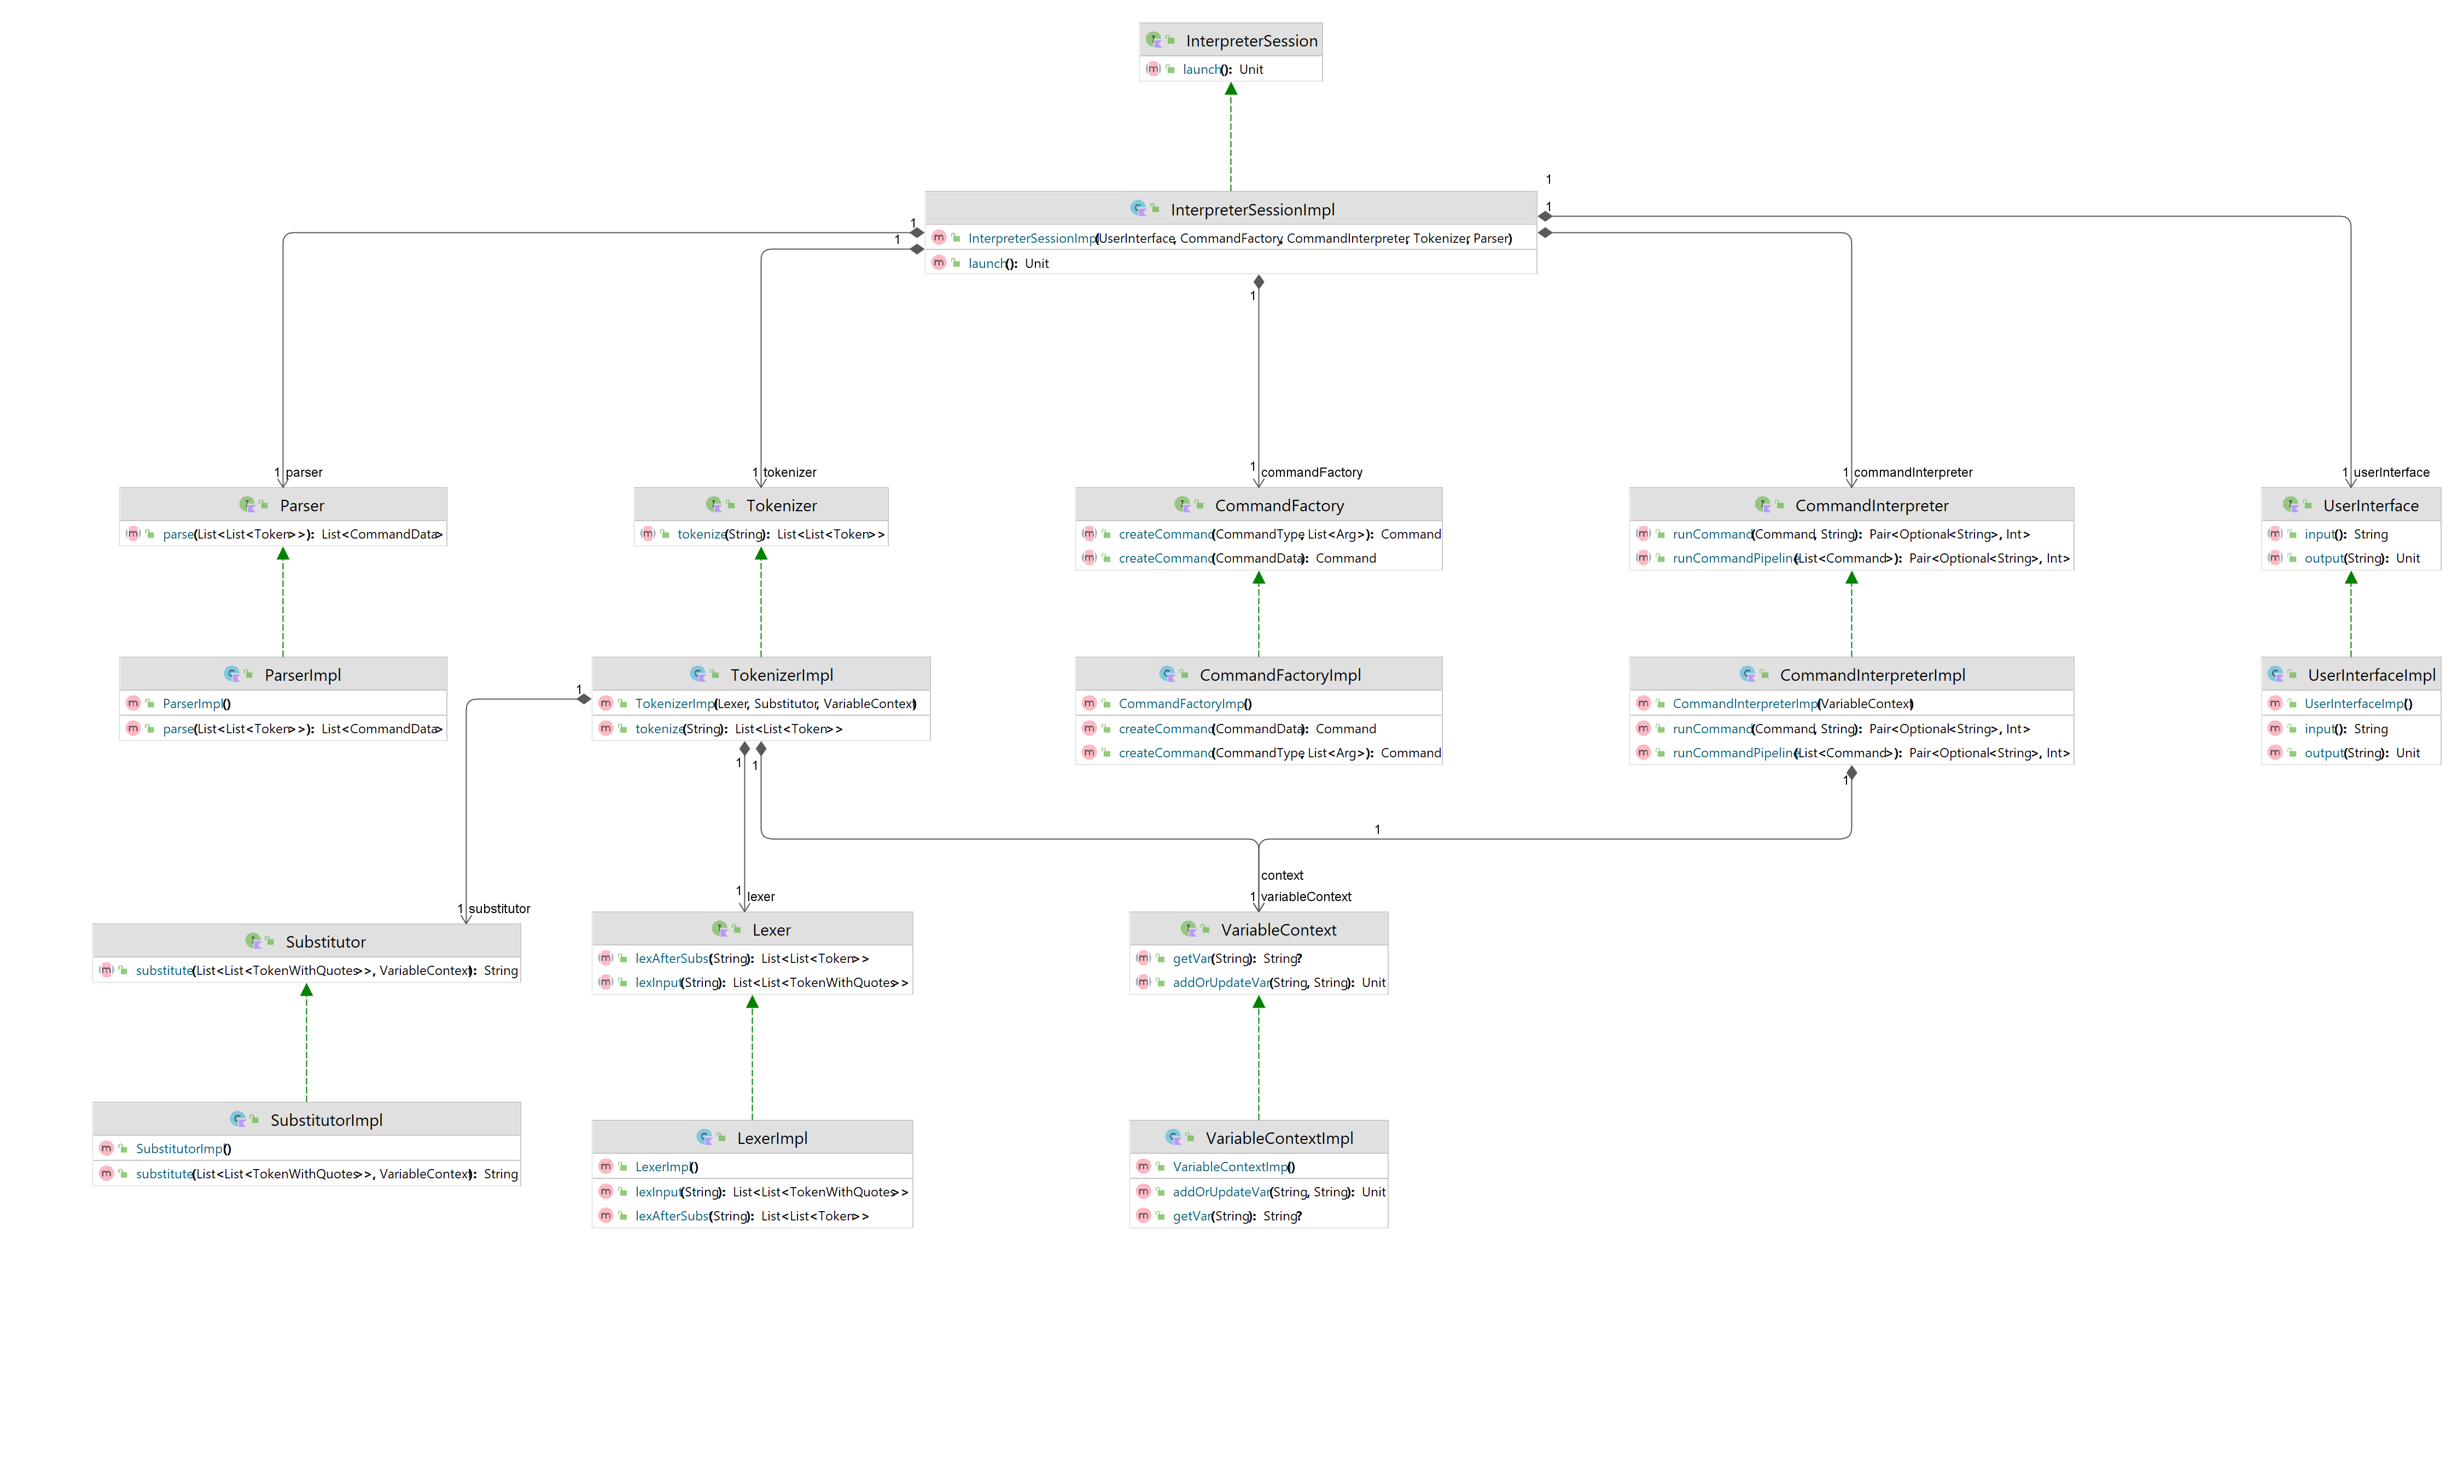 InterpreterSession
launch(): Unit
1
InterpreterSessionImpl
1
1
1
InterpreterSessionImpl(UserInterface, CommandFactory, CommandInterpreter, Tokenizer, Parser)
launch(): Unit
1
1 parser
1 tokenizer
1 commandFactory
1 commandInterpreter
1 userInterface
Parser
parse(List<List<Token>>): List<CommandData>
Tokenizer
tokenize(String): List<List<Token>>
CommandFactory
createCommand(CommandType, List<Arg>): Command
createCommand(CommandData): Command
CommandInterpreter
runCommand(Command, String): Pair<Optional<String>, Int>
runCommandPipeline(List<Command>): Pair<Optional<String>, Int>
UserInterface
input(): String
output(String): Unit
ParserImpl
ParserImpl()
parse(List<List<Token>>): List<CommandData>
1
TokenizerImpl
TokenizerImpl(Lexer, Substitutor, VariableContext)
tokenize(String): List<List<Token>>
CommandFactoryImpl
CommandFactoryImpl()
createCommand(CommandData): Command
createCommand(CommandType, List<Arg>): Command
CommandInterpreterImpl
CommandInterpreterImpl(VariableContext)
runCommand(Command, String): Pair<Optional<String>, Int>
runCommandPipeline(List<Command>): Pair<Optional<String>, Int>
UserInterfaceImpl
UserInterfaceImpl()
input(): String
output(String): Unit
1
1
1
1
context
1 substitutor
1 lexer
1 variableContext
Substitutor
substitute(List<List<TokenWithQuotes>>, VariableContext): String
Lexer
lexAfterSubst(String): List<List<Token>>
lexInput(String): List<List<TokenWithQuotes>>
VariableContext
getVar(String): String?
addOrUpdateVar(String, String): Unit
SubstitutorImpl
SubstitutorImpl()
substitute(List<List<TokenWithQuotes>>, VariableContext): String
LexerImpl
LexerImpl()
lexInput(String): List<List<TokenWithQuotes>>
lexAfterSubst(String): List<List<Token>>
VariableContextImpl
VariableContextImpl()
addOrUpdateVar(String, String): Unit
getVar(String): String?